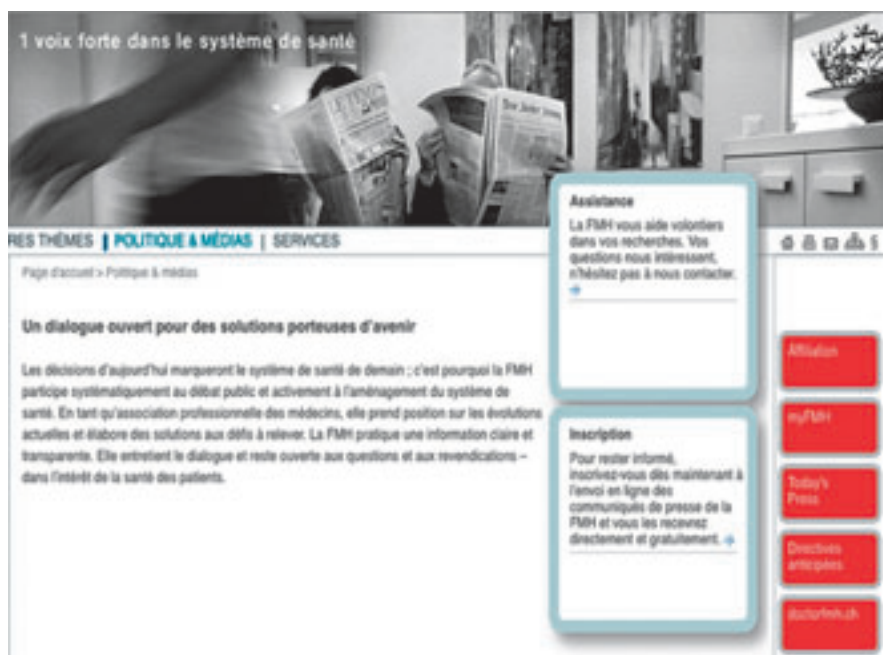 1 voix forte dans le système de santé
LE TEMPS
RES THÈMES | POLITIQUE & MÉDIAS | SERVICES
Page d'accueil > Politique & médias
Un dialogue ouvert pour des solutions porteuses d'avenir
Les décisions d'aujourd'hui marqueront le système de santé de demain ; c'est pourquoi la FMH
participe systématiquement au débat public et activement à l'aménagement du système de
santé. En tant qu'association professionnelle des médecins, elle prend position sur les évolutions
actuelles et élabore des solutions aux défis à relever. La FMH pratique une information claire et
transparente. Elle entretient le dialogue et reste ouverte aux questions et aux revendications –
dans l'intérêt de la santé des patients.
Assistance
La FMH vous aide volontiers
dans vos recherches. Vos
questions nous intéressent,
n'hésitez pas à nous contacter.
Inscription
Pour rester informé,
inscrivez-vous dès maintenant à
l'envoi en ligne des
communiqués de presse de la
FMH et vous les recevrez
directement et gratuitement.
§
Affiliation
myFMH
Today's
Press
Directives
anticipées
doctorfmh.ch